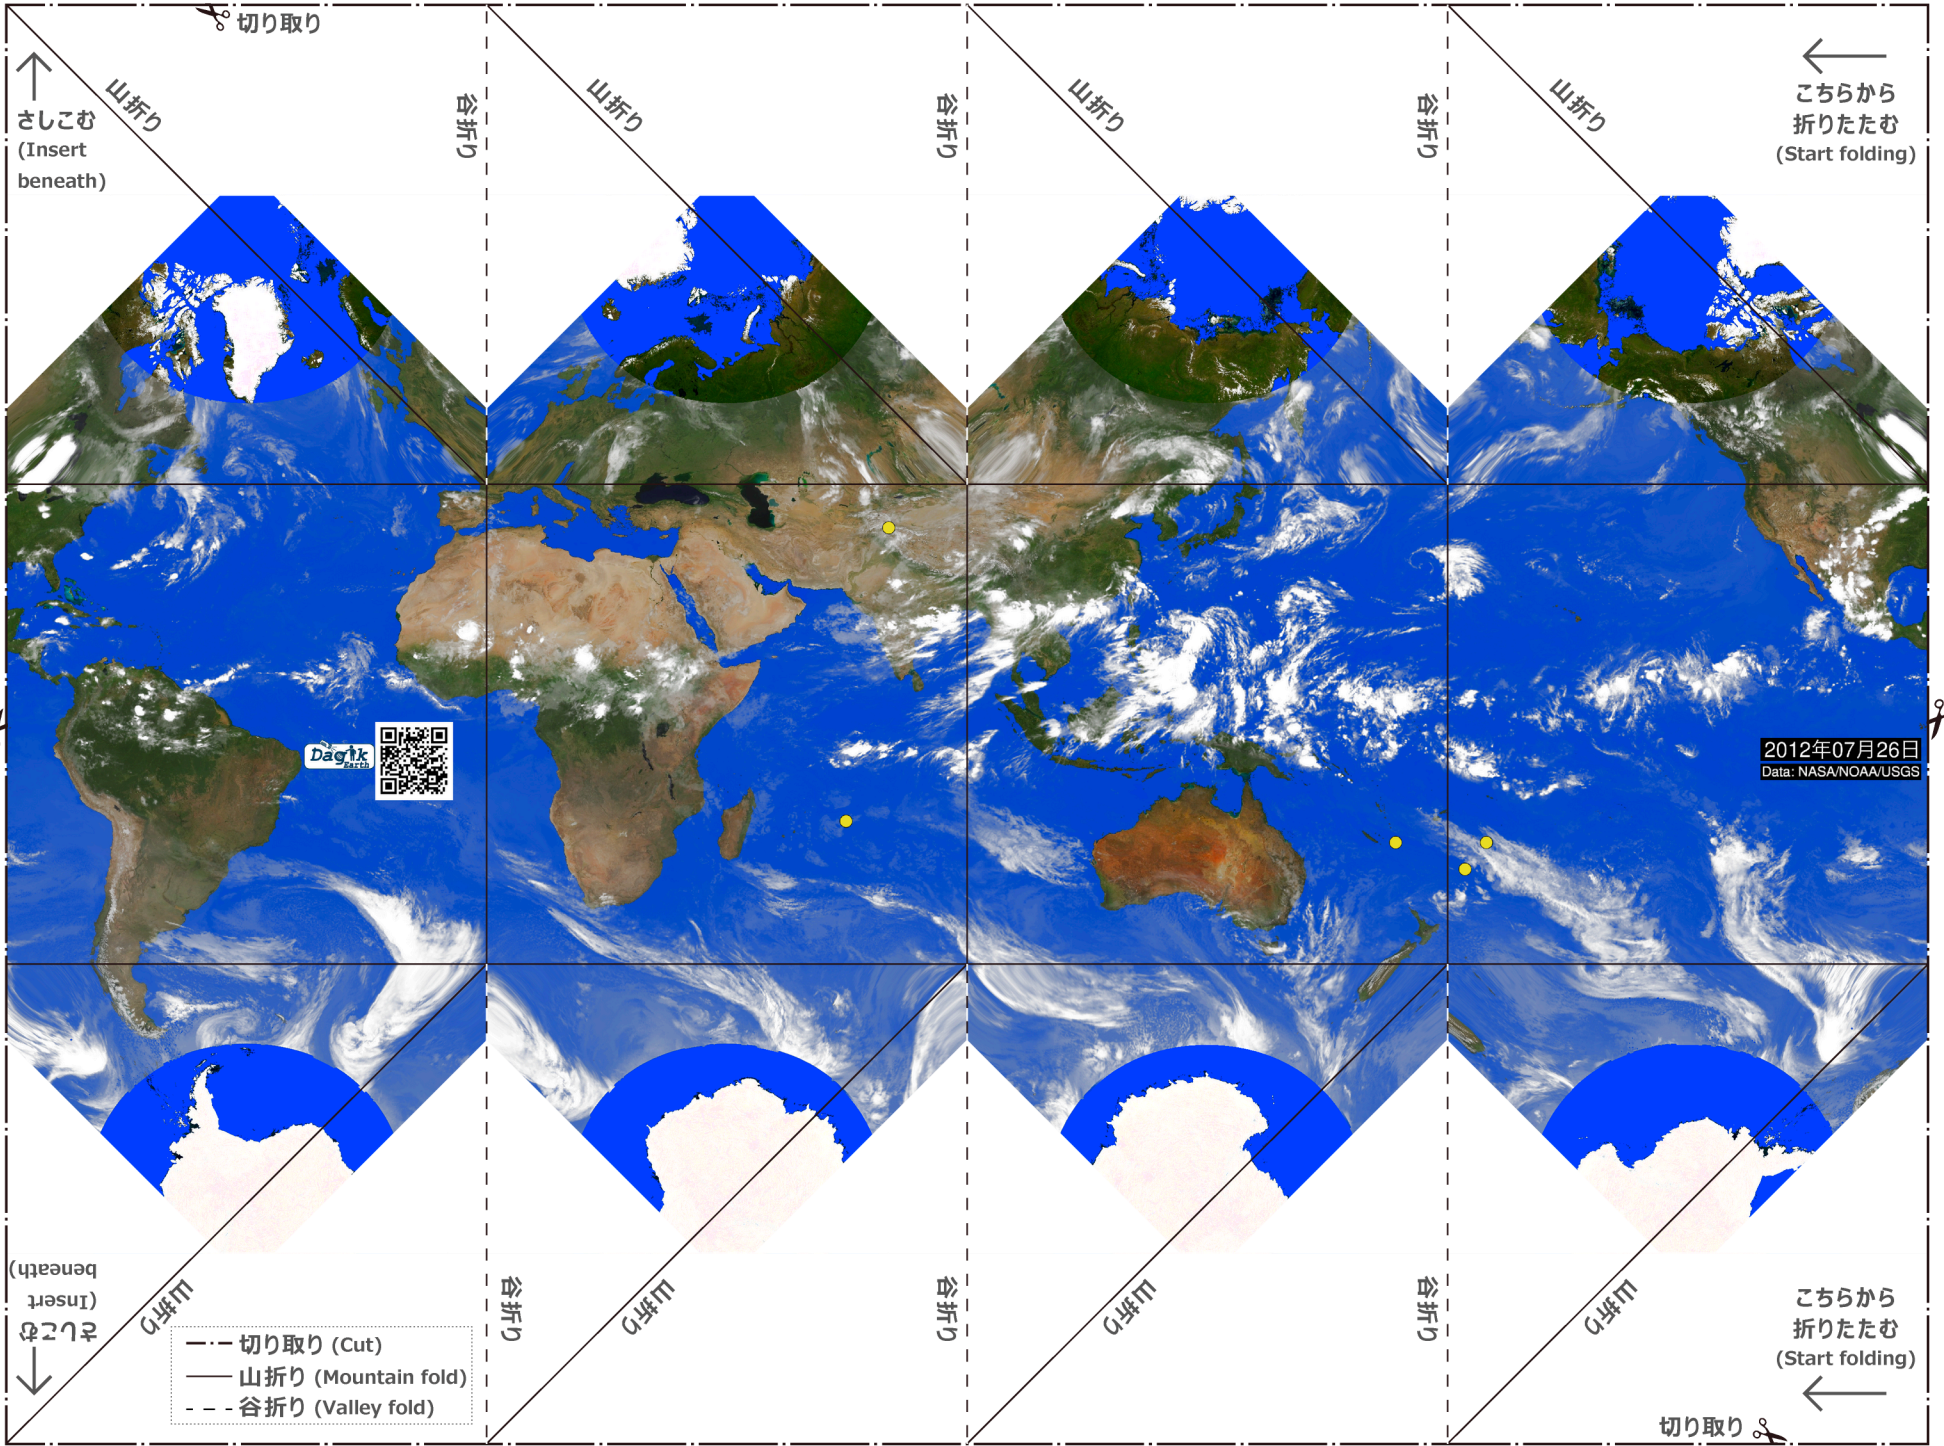 切り取り
さしこむ
(Insert
beneath)
山折り
谷折り
山折り
谷折り
山折り
谷折り
山折り
こちらから
折りたたむ
(Start folding)
Dagik
Earth
2012年07月26日
Data: NASA/NOAA/USGS
さしこむ
(Insert
beneath)
山折り
谷折り
山折り
谷折り
山折り
谷折り
山折り
こちらから
折りたたむ
(Start folding)
切り取り (Cut)
山折り (Mountain fold)
谷折り (Valley fold)
切り取り